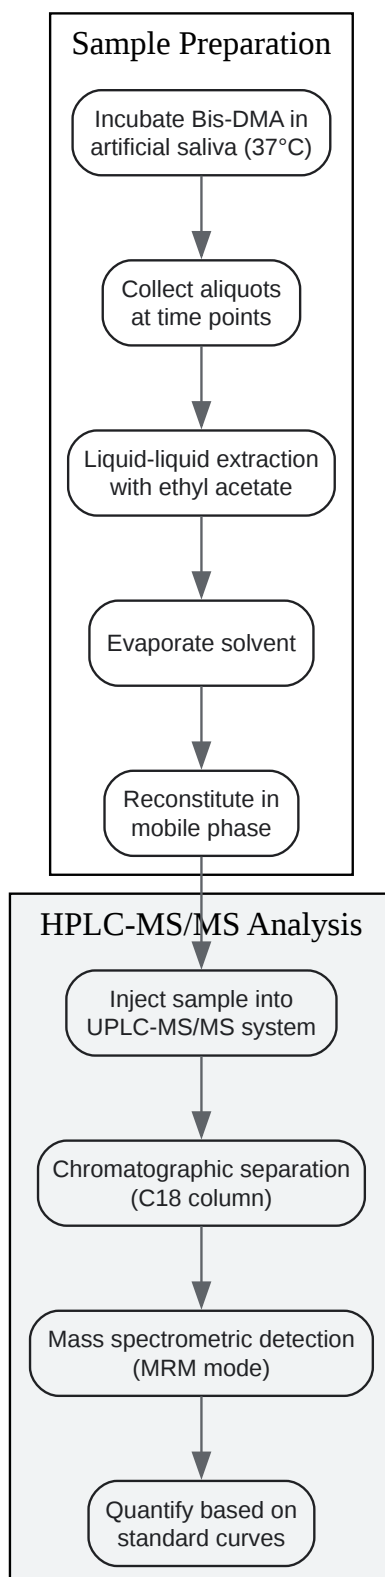 Sample Preparation
Incubate Bis-DMA in
artificial saliva (37°C)
Collect aliquots
at time points
Liquid-liquid extraction
with ethyl acetate
Evaporate solvent
Reconstitute in
mobile phase
HPLC-MS/MS Analysis
Inject sample into
UPLC-MS/MS system
Chromatographic separation
(C18 column)
Mass spectrometric detection
(MRM mode)
Quantify based on
standard curves